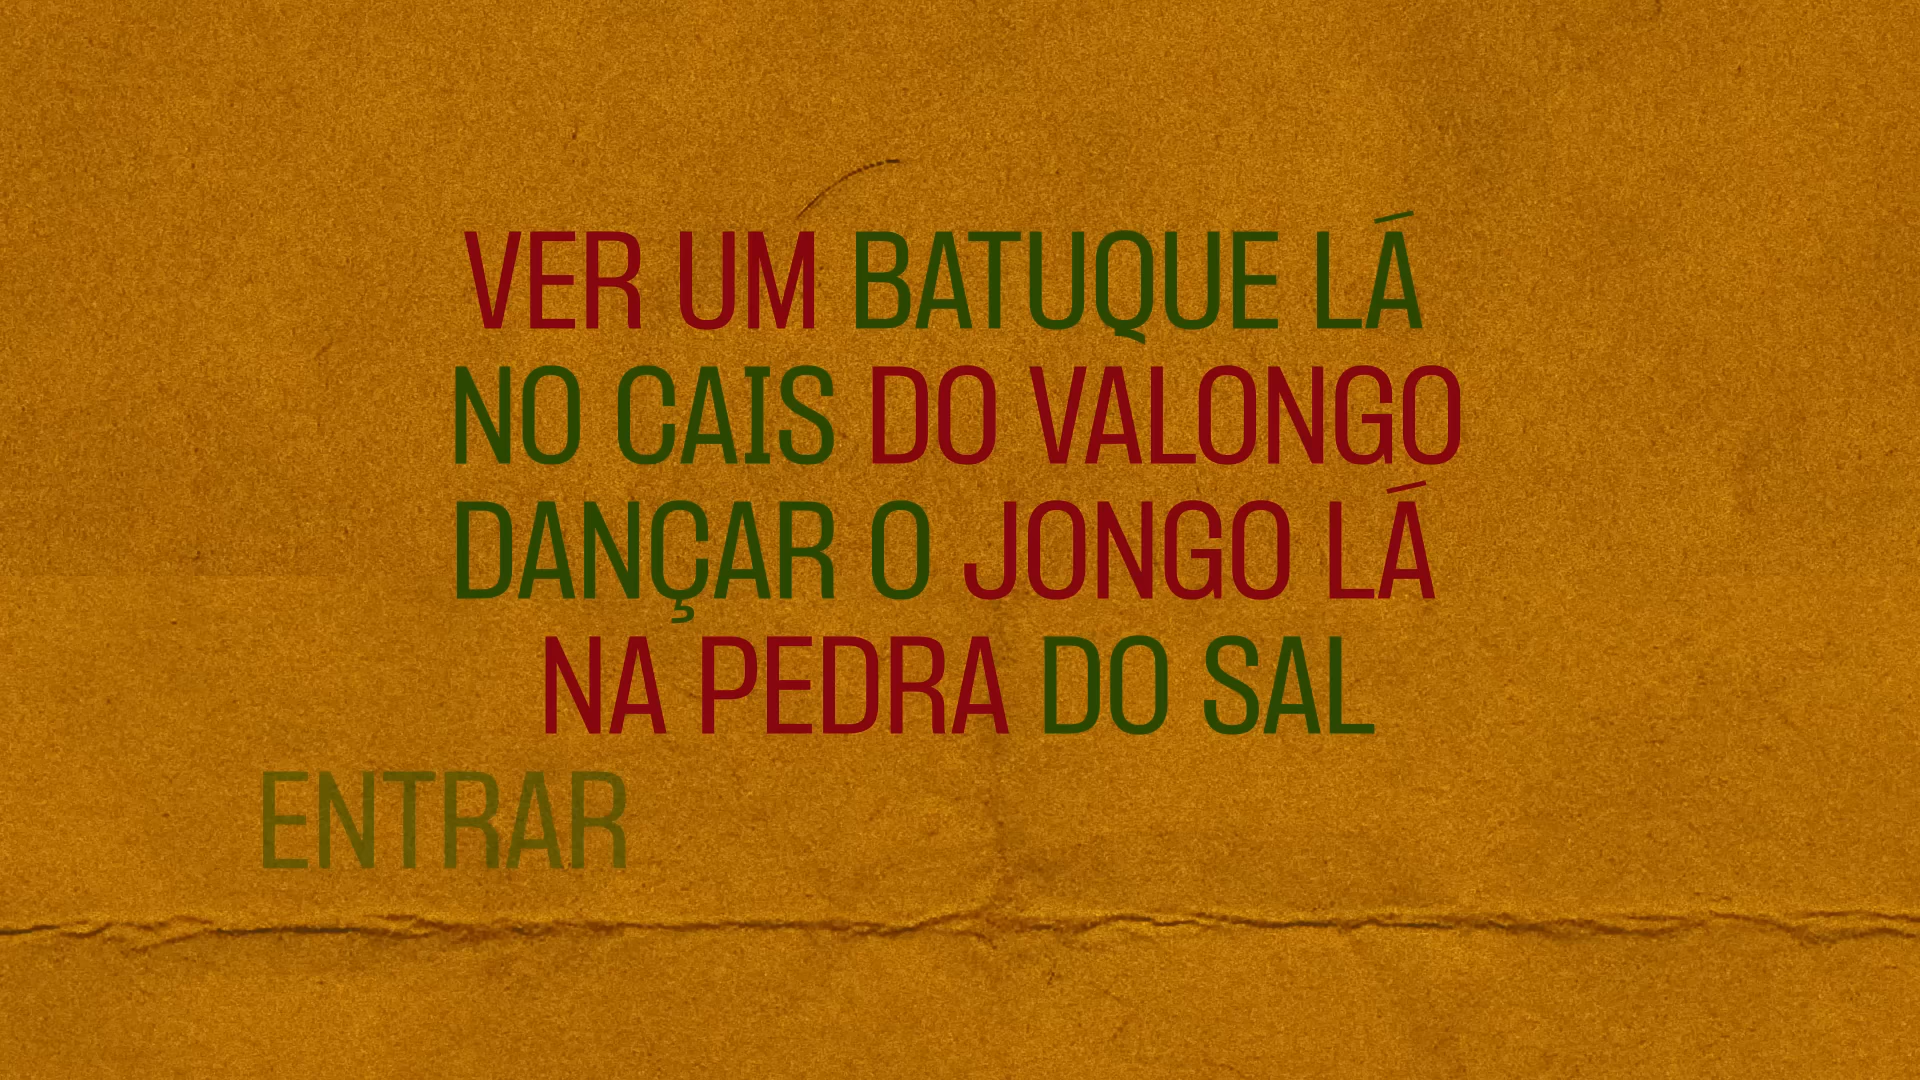 VER UM BATUQUE LÁ
NO CAIS DO VALONGO
DANÇAR O JONGO LÁ
NA PEDRA DO SAL
ENTRAR